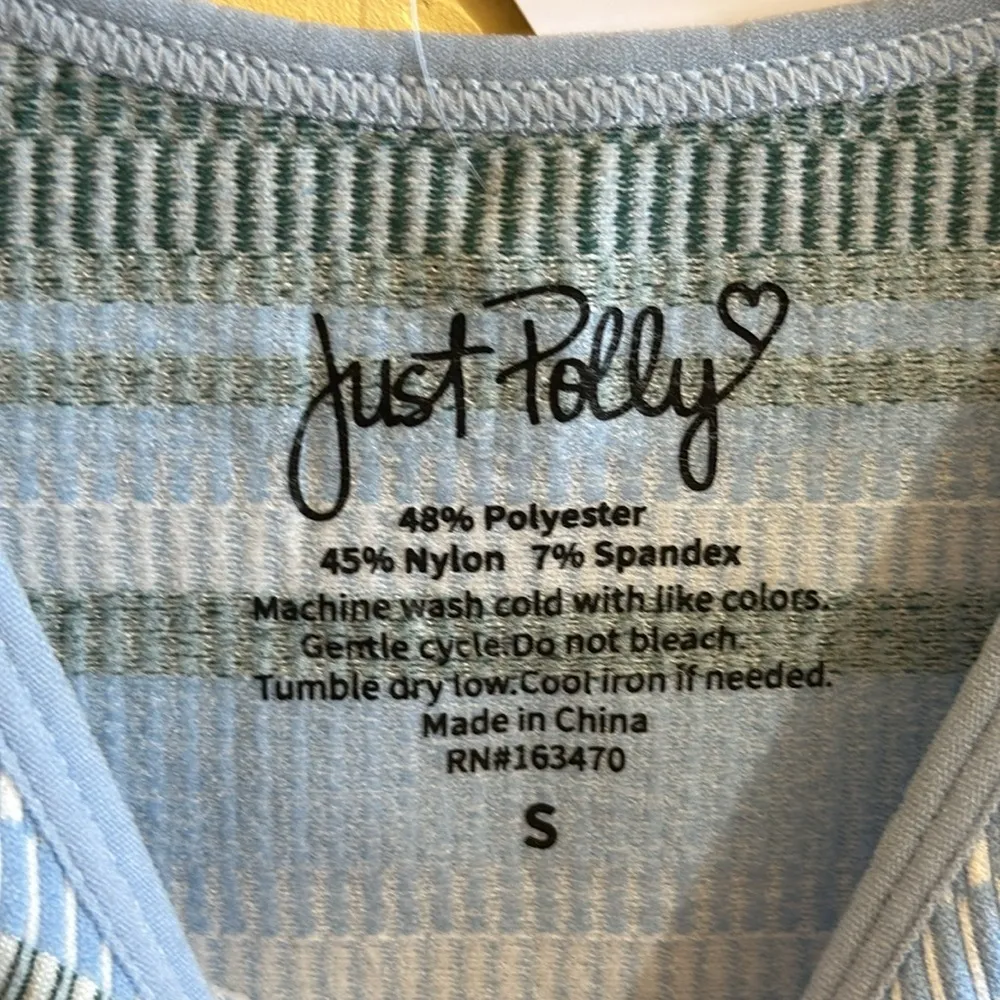 Just Polly
48% Polyester
45% Nylon 7% Spandex
Machine wash cold with like colors.
Gentle cycle.Do not bleach.
Tumble dry low.Cool iron if needed.
Made in China
RN#163470
S